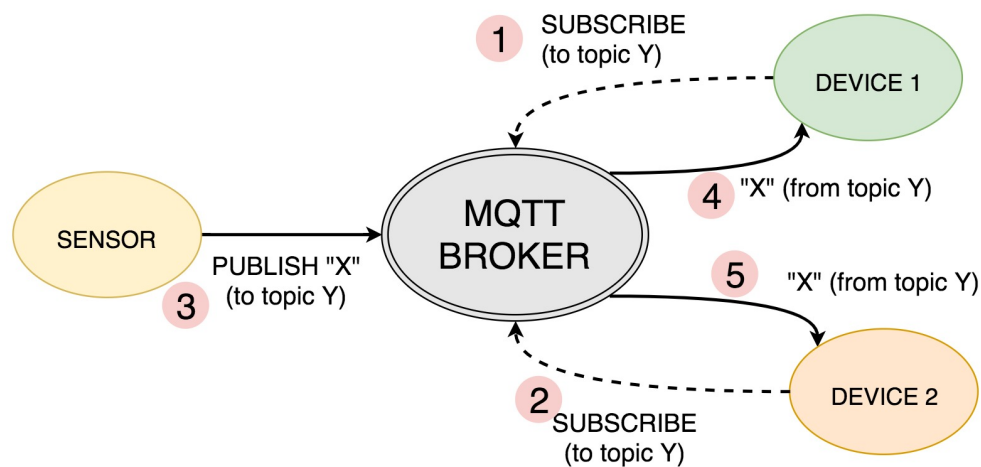 1
SUBSCRIBE
(to topic Y)
DEVICE 1
4
"X" (from topic Y)
MQTT
BROKER
SENSOR
PUBLISH "X"
(to topic Y)
3
5
"X" (from topic Y)
2
SUBSCRIBE
(to topic Y)
DEVICE 2